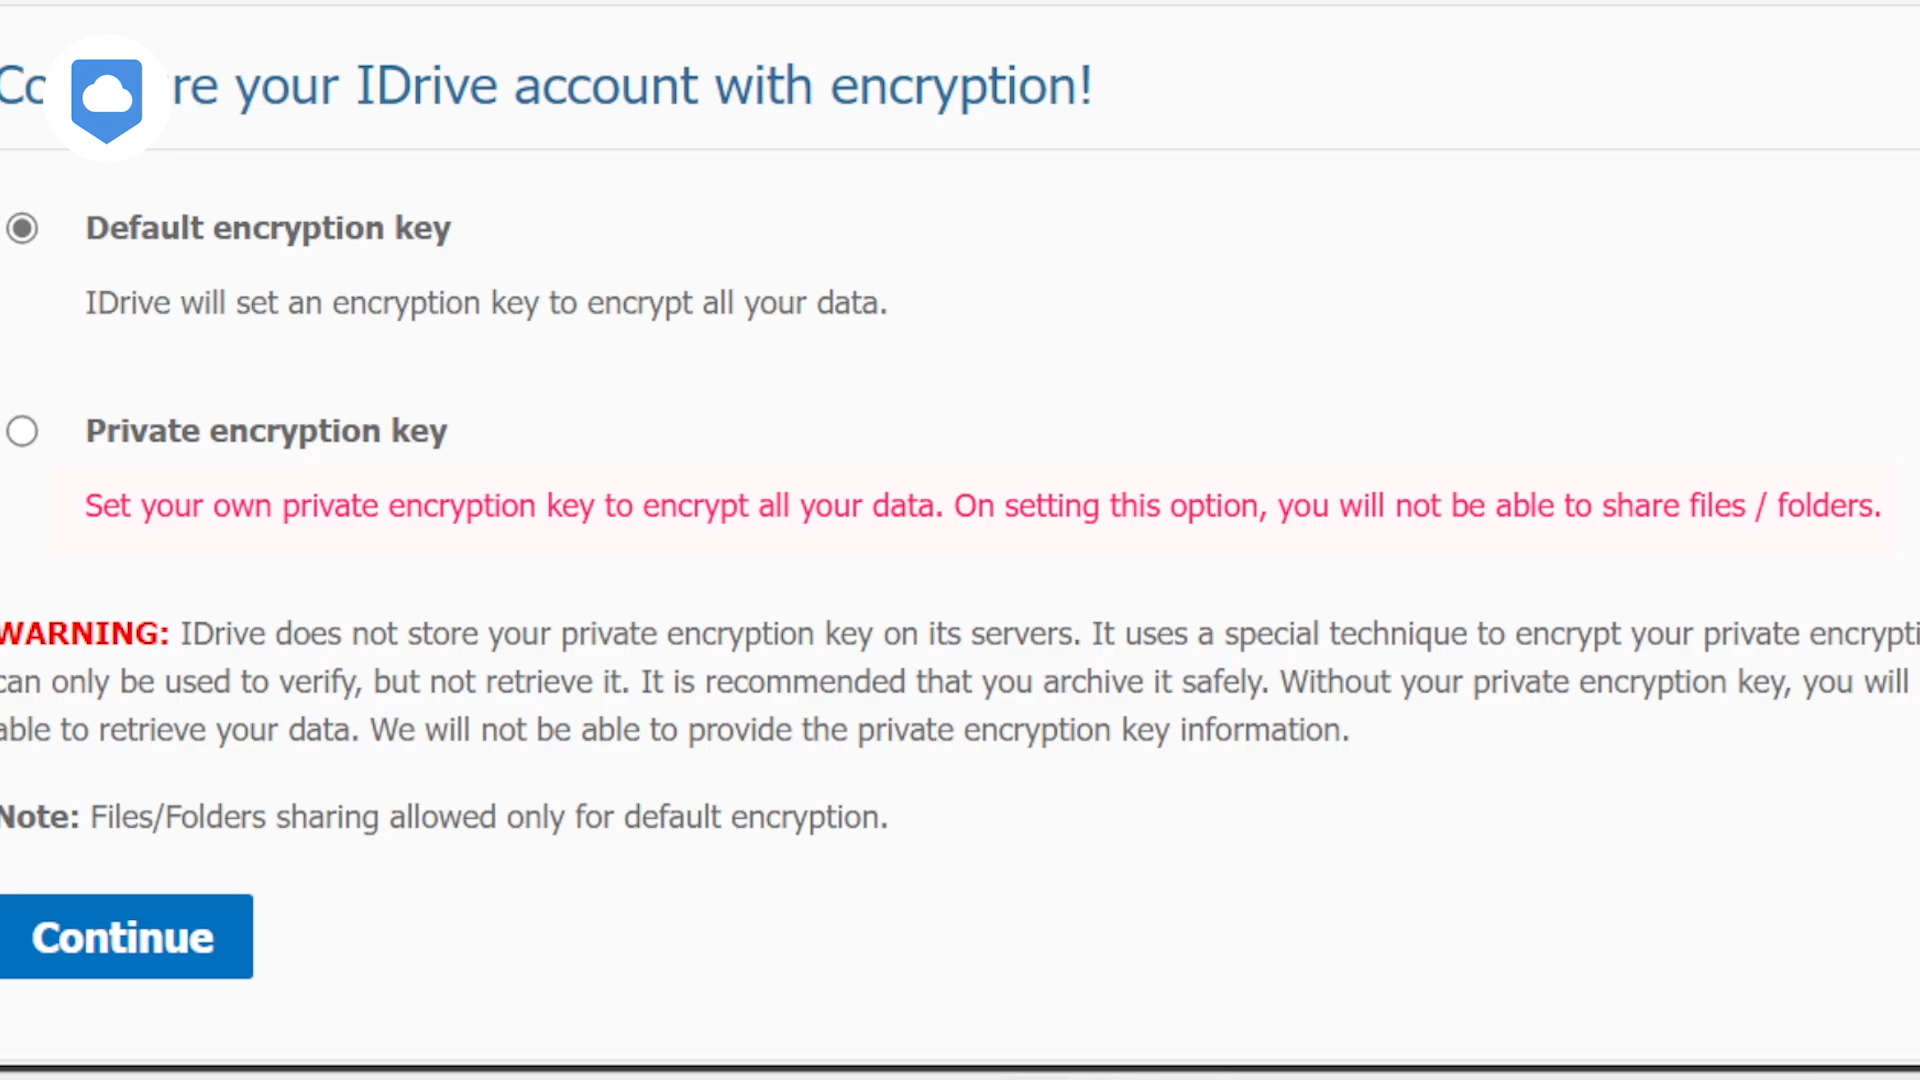 re your IDrive account with encryption!
Default encryption key
IDrive will set an encryption key to encrypt all your data.
Private encryption key
Set your own private encryption key to encrypt all your data. On setting this option, you will not be able to share files / folders.
WARNING: IDrive does not store your private encryption key on its servers. It uses a special technique to encrypt your private encrypti
can only be used to verify, but not retrieve it. It is recommended that you archive it safely. Without your private encryption key, you will
able to retrieve your data. We will not be able to provide the private encryption key information.
Note: Files/Folders sharing allowed only for default encryption.
Continue